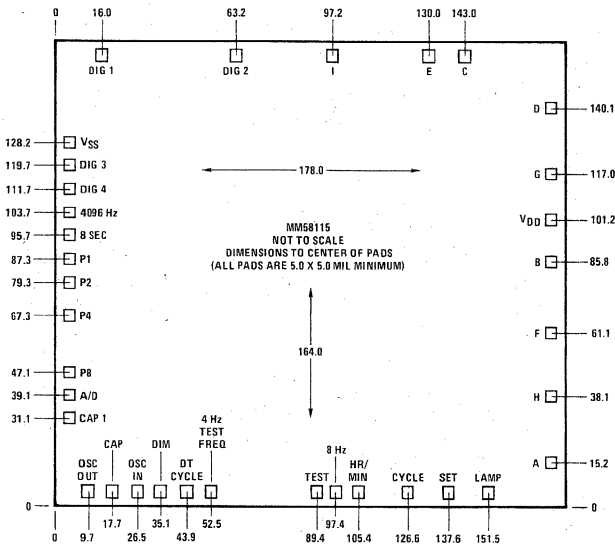 0 16.0 63.2 97.2 130.0 143.0
DIG 1 DIG 2 I E C
D 140.1
128.2 VSS
119.7 DIG 3
178.0
G 117.0
111.7 DIG 4
103.7 4096 Hz
VDD 101.2
95.7 8 SEC
MM58115
NOT TO SCALE
DIMENSIONS TO CENTER OF PADS
(ALL PADS ARE 5.0 X 5.0 MIL MINIMUM)
87.3 P1
B 85.8
79.3 P2
67.3 P4
F 61.1
164.0
47.1 P8
39.1 A/D
H 38.1
31.1 CAP 1
4 Hz
TEST
FREQ
CAP DIM 8 Hz
OSC
OUT
OSC
IN
DT
CYCLE
TEST
HR/
MIN
CYCLE SET LAMP
A 15.2
0 0
17.7 35.1 52.5 97.4
0 9.7 26.5 43.9 89.4 105.4 126.6 137.6 151.5